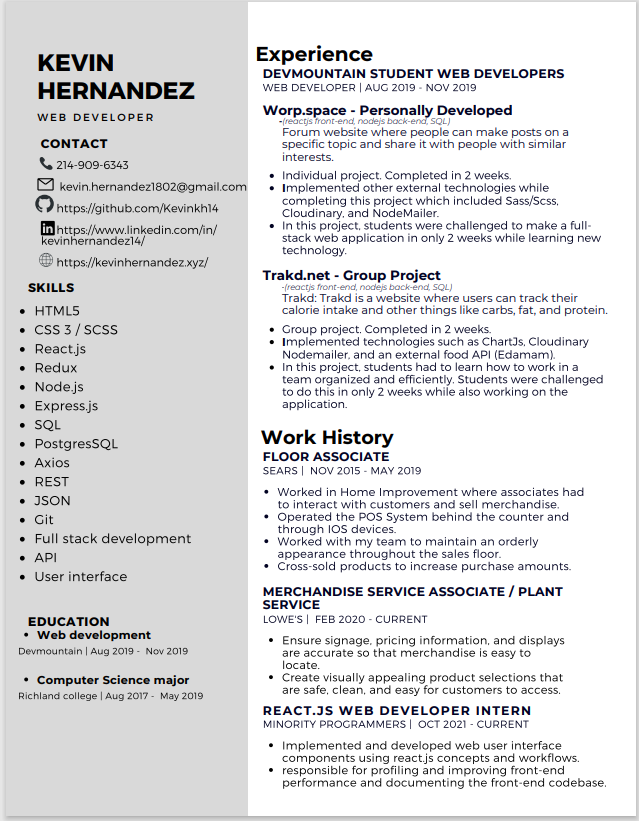 KEVIN
HERNANDEZ
WEB DEVELOPER
CONTACT
214-909-6343
kevin.hernandez1802@gmail.com
https://github.com/Kevinkh14
https://www.linkedin.com/in/
kevinhernandez14/
https://kevinhernandez.xyz/
SKILLS
• HTML5
• CSS 3 / SCSS
• React.js
• Redux
• Node.js
• Express.js
• SQL
• PostgresSQL
• Axios
• REST
• JSON
• Git
• Full stack development
• API
• User interface
EDUCATION
• Web development
Devmountain | Aug 2019 - Nov 2019
• Computer Science major
Richland college | Aug 2017 - May 2019
Experience
DEVMOUNTAIN STUDENT WEB DEVELOPERS
WEB DEVELOPER | AUG 2019 - NOV 2019
Worp.space - Personally Developed
-(reactjs front-end, nodejs back-end, SQL)
Forum website where people can make posts on a
specific topic and share it with people with similar
interests.
• Individual project. Completed in 2 weeks.
• Implemented other external technologies while
completing this project which included Sass/Scss,
Cloudinary, and NodeMailer.
• In this project, students were challenged to make a full-
stack web application in only 2 weeks while learning new
technology.
Trakd.net - Group Project
-(reactjs front-end, nodejs back-end, SQL)
Trakd: Trakd is a website where users can track their
calorie intake and other things like carbs, fat, and protein.
• Group project. Completed in 2 weeks.
• Implemented technologies such as ChartJs, Cloudinary
Nodemailer, and an external food API (Edamam).
• In this project, students had to learn how to work in a
team organized and efficiently. Students were challenged
to do this in only 2 weeks while also working on the
application.
Work History
FLOOR ASSOCIATE
SEARS | NOV 2015 - MAY 2019
• Worked in Home Improvement where associates had
to interact with customers and sell merchandise.
• Operated the POS System behind the counter and
through IOS devices.
• Worked with my team to maintain an orderly
appearance throughout the sales floor.
• Cross-sold products to increase purchase amounts.
MERCHANDISE SERVICE ASSOCIATE / PLANT
SERVICE
LOWE'S | FEB 2020 - CURRENT
• Ensure signage, pricing information, and displays
are accurate so that merchandise is easy to
locate.
• Create visually appealing product selections that
are safe, clean, and easy for customers to access.
REACT.JS WEB DEVELOPER INTERN
MINORITY PROGRAMMERS | OCT 2021 - CURRENT
• Implemented and developed web user interface
components using react.js concepts and workflows.
• responsible for profiling and improving front-end
performance and documenting the front-end codebase.